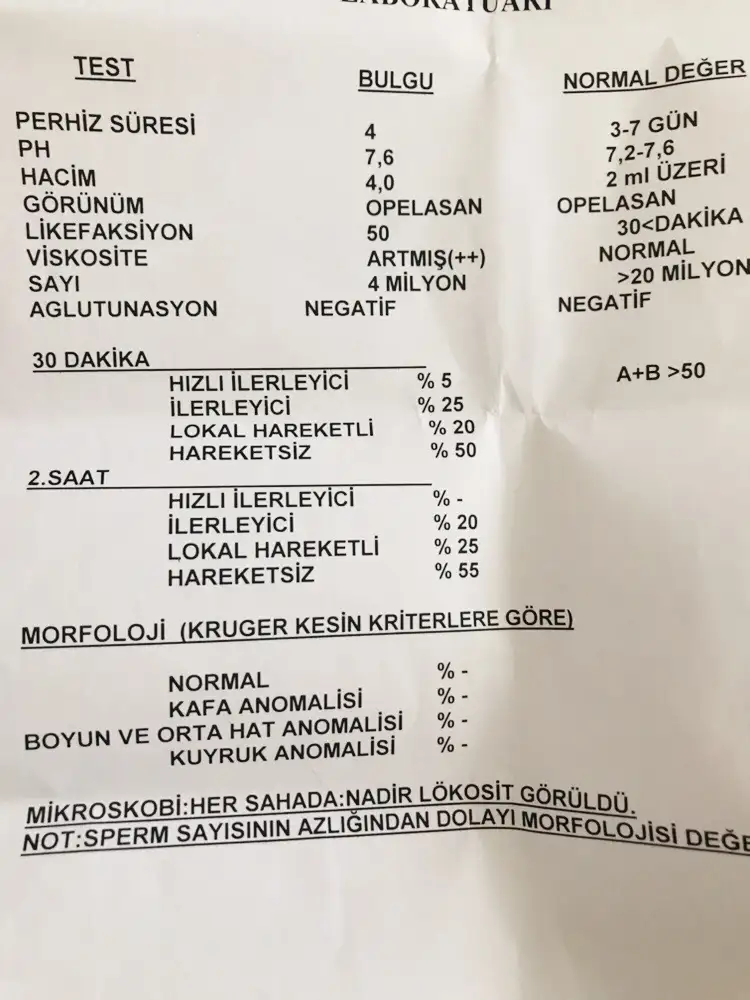 LABORATUARI
TEST BULGU NORMAL DEĞER
PERHİZ SÜRESİ 4 3-7 GÜN
PH 7,6 7,2-7,6
HACİM 4,0 2 ml ÜZERİ
GÖRÜNÜM OPELASAN OPELASAN
LİKEFAKSİYON 50 30<DAKİKA
VİSKOSİTE ARTMIŞ(++) NORMAL
SAYI 4 MİLYON >20 MİLYON
AGLUTUNASYON NEGATİF NEGATİF
30 DAKİKA
HIZLI İLERLEYİCİ % 5 A+B >50
İLERLEYİCİ % 25
LOKAL HAREKETLİ % 20
HAREKETSİZ % 50
2.SAAT
HIZLI İLERLEYİCİ % -
İLERLEYİCİ % 20
LOKAL HAREKETLİ % 25
HAREKETSİZ % 55
MORFOLOJİ (KRUGER KESİN KRİTERLERE GÖRE)
NORMAL % -
KAFA ANOMALİSİ % -
BOYUN VE ORTA HAT ANOMALİSİ % -
KUYRUK ANOMALİSİ % -
MİKROSKOBİ:HER SAHADA:NADİR LÖKOSİT GÖRÜLDÜ.
NOT:SPERM SAYISININ AZLIĞINDAN DOLAYI MORFOLOJİSİ DEĞE